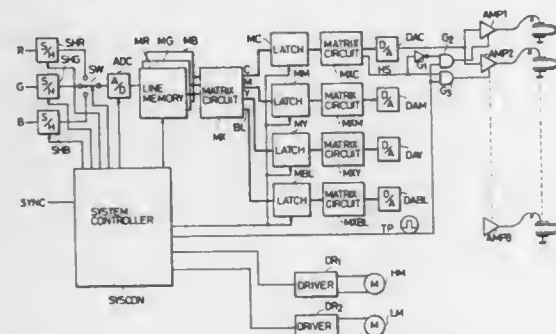 MR MG MB
MC
LATCH
MATRIX CIRCUIT
D/A
DAC
G2
AMP1
R
S/H
SHR
SHG
SW
ADC
A/D
LINE MEMORY
MATRIX CIRCUIT
MX
C
M
Y
BL
MM
MXC
HS
G1
AMP2
G
S/H
B
S/H
SHB
LATCH
MATRIX CIRCUIT
D/A
DAM
G3
MY
MXM
LATCH
MATRIX CIRCUIT
D/A
DAY
MBL
MXY
LATCH
MATRIX CIRCUIT
D/A
DABL
MXBL
TP
AMP8
SYNC
SYSTEM CONTROLLER
SYSCON
DR1
DRIVER
M
HM
DR2
DRIVER
M
LM